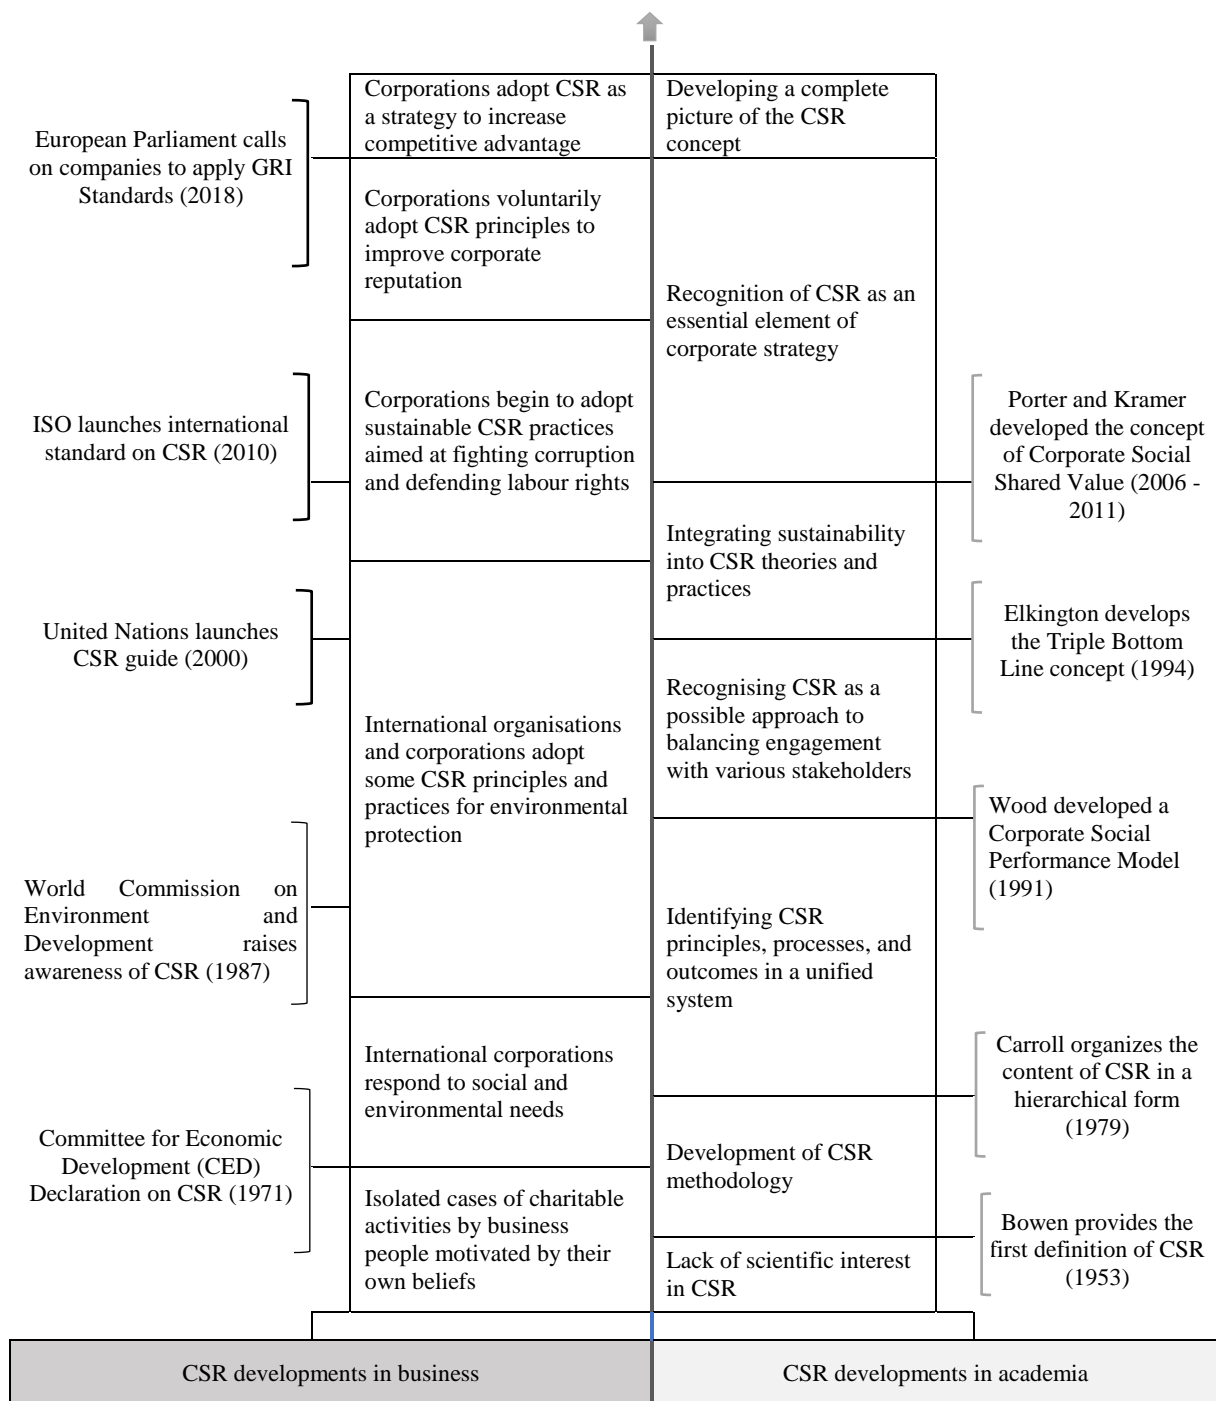 European Parliament calls
on companies to apply GRI
Standards (2018)
ISO launches international
standard on CSR (2010)
United Nations launches
CSR guide (2000)
World Commission on
Environment and
Development raises
awareness of CSR (1987)
Committee for Economic
Development (CED)
Declaration on CSR (1971)
Corporations adopt CSR as
a strategy to increase
competitive advantage
Corporations voluntarily
adopt CSR principles to
improve corporate
reputation
Corporations begin to adopt
sustainable CSR practices
aimed at fighting corruption
and defending labour rights
International organisations
and corporations adopt
some CSR principles and
practices for environmental
protection
International corporations
respond to social and
environmental needs
Isolated cases of charitable
activities by business
people motivated by their
own beliefs
Developing a complete
picture of the CSR
concept
Recognition of CSR as an
essential element of
corporate strategy
Integrating sustainability
into CSR theories and
practices
Recognising CSR as a
possible approach to
balancing engagement
with various stakeholders
Identifying CSR
principles, processes, and
outcomes in a unified
system
Development of CSR
methodology
Lack of scientific interest
in CSR
Porter and Kramer
developed the concept
of Corporate Social
Shared Value (2006 -
2011)
Elkington develops
the Triple Bottom
Line concept (1994)
Wood developed a
Corporate Social
Performance Model
(1991)
Carroll organizes the
content of CSR in a
hierarchical form
(1979)
Bowen provides the
first definition of CSR
(1953)
CSR developments in business
CSR developments in academia